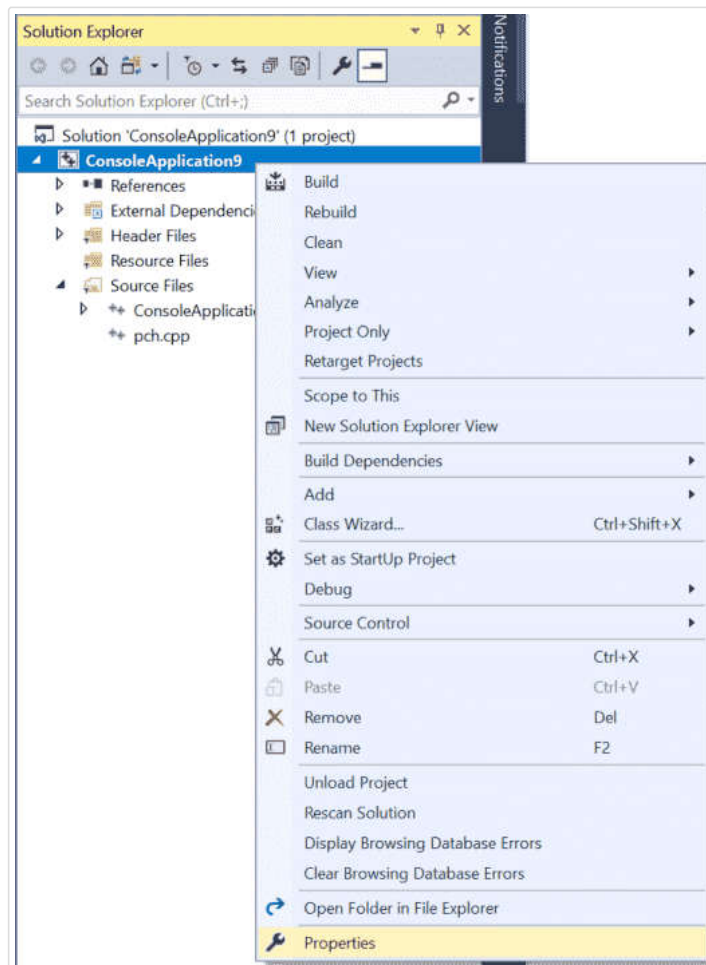 Solution Explorer
Notifications
Search Solution Explorer (Ctrl+;)
Solution 'ConsoleApplication9' (1 project)
ConsoleApplication9
References
External Dependenci
Header Files
Resource Files
Source Files
ConsoleApplicati
pch.cpp
Build
Rebuild
Clean
View
Analyze
Project Only
Retarget Projects
Scope to This
New Solution Explorer View
Build Dependencies
Add
Class Wizard... Ctrl+Shift+X
Set as StartUp Project
Debug
Source Control
Cut Ctrl+X
Paste Ctrl+V
Remove Del
Rename F2
Unload Project
Rescan Solution
Display Browsing Database Errors
Clear Browsing Database Errors
Open Folder in File Explorer
Properties